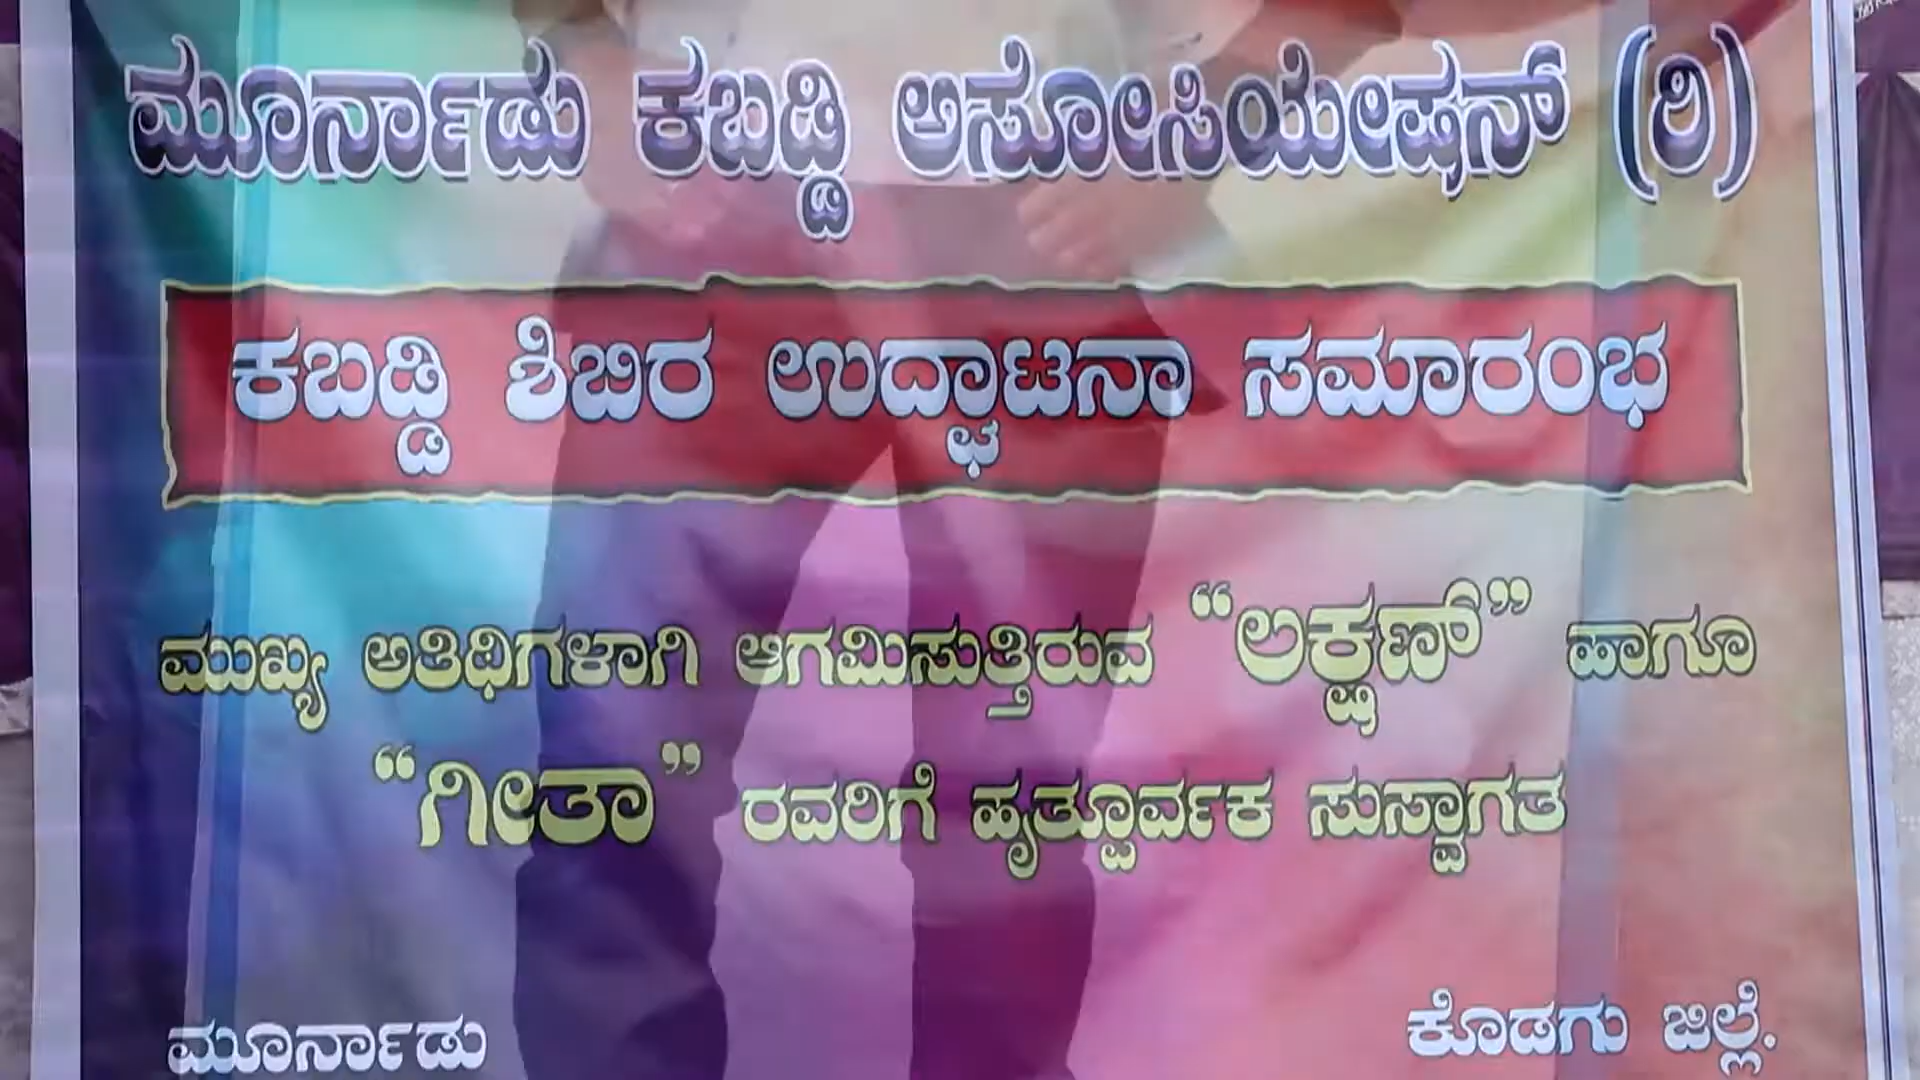 ಮೂರ್ನಾಡು ಕಬಡ್ಡಿ ಅಸೋಸಿಯೇಷನ್ (ರಿ)
ಕಬಡ್ಡಿ ಶಿಬಿರ ಉದ್ಘಾಟನಾ ಸಮಾರಂಭ
ಮುಖ್ಯ ಅತಿಥಿಗಳಾಗಿ ಆಗಮಿಸುತ್ತಿರುವ “ಲಕ್ಷಣ್” ಹಾಗೂ
“ಗೀತಾ” ರವರಿಗೆ ಹೃತ್ಪೂರ್ವಕ ಸುಸ್ವಾಗತ
ಮೂರ್ನಾಡು ಕೊಡಗು ಜಿಲ್ಲೆ.